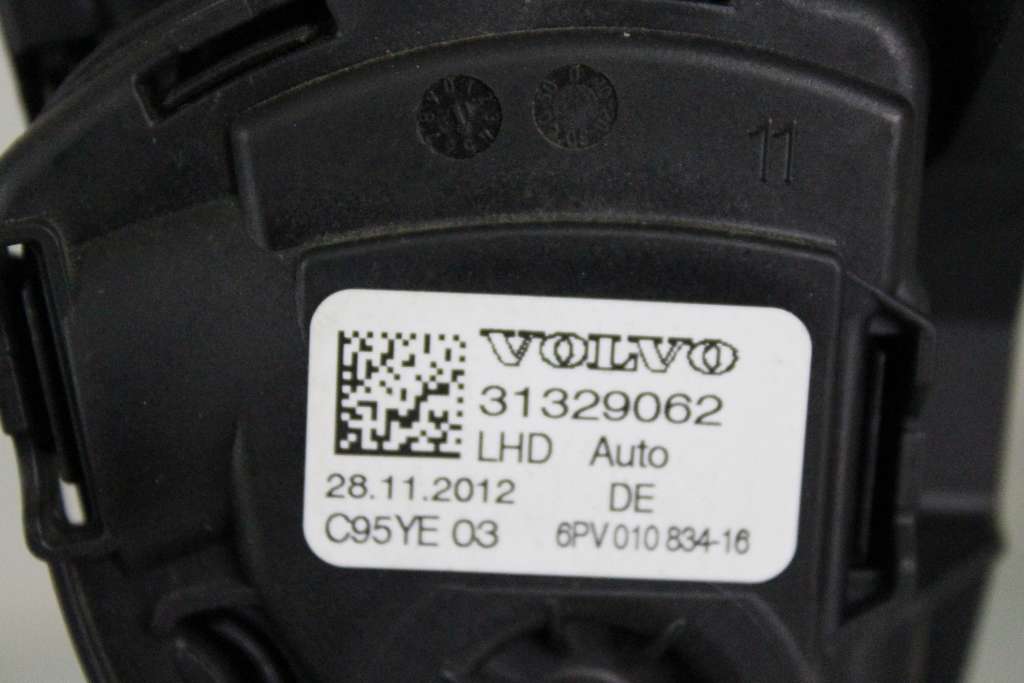 11
VOLVO
31329062
LHD Auto
28.11.2012 DE
C95YE 03 6PV 010 834-16